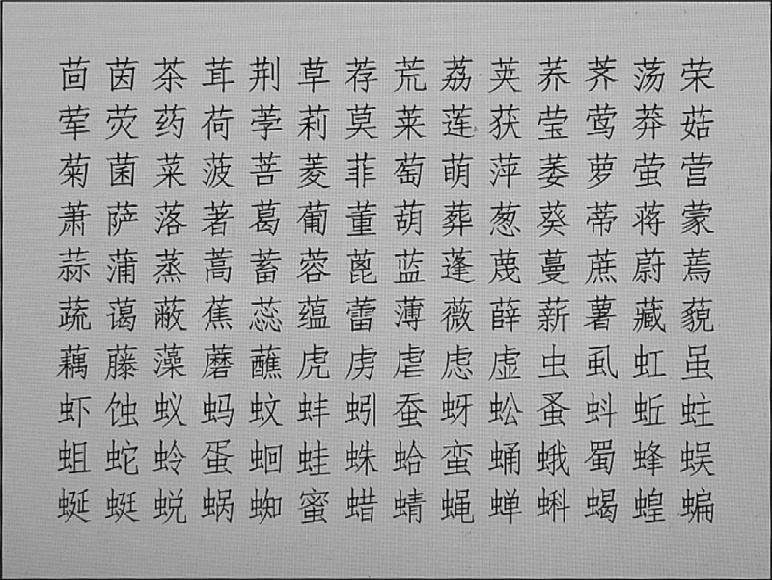 茴茵茶茸荆草荐荒荔荚荞荠荡荣
荤荧药荷荸莉莫莱莲获莹莺莽菇
菊菌菜菠菩菱菲萄萌萍萎萝萤营
萧萨落著葛葡董葫葬葱葵蒂蒋蒙
蒜蒲蒸蒿蓄蓉蓖蓝蓬蔑蔓蔗蔚蔫
蔬蔼蔽蕉蕊蕴蕾薄薇薛薪薯藏藐
藕藤藻蘑蘸虎虏虐虑虚虫虱虹虽
虾蚀蚁蚂蚊蚌蚓蚕蚜蚣蚤蚪蚯蛀
蛆蛇蛉蛋蛔蛙蛛蛤蛮蛹蛾蜀蜂蜈
蜒蜓蜕蜗蜘蜜蜡蜻蝇蝉蝌蝎蝗蝙